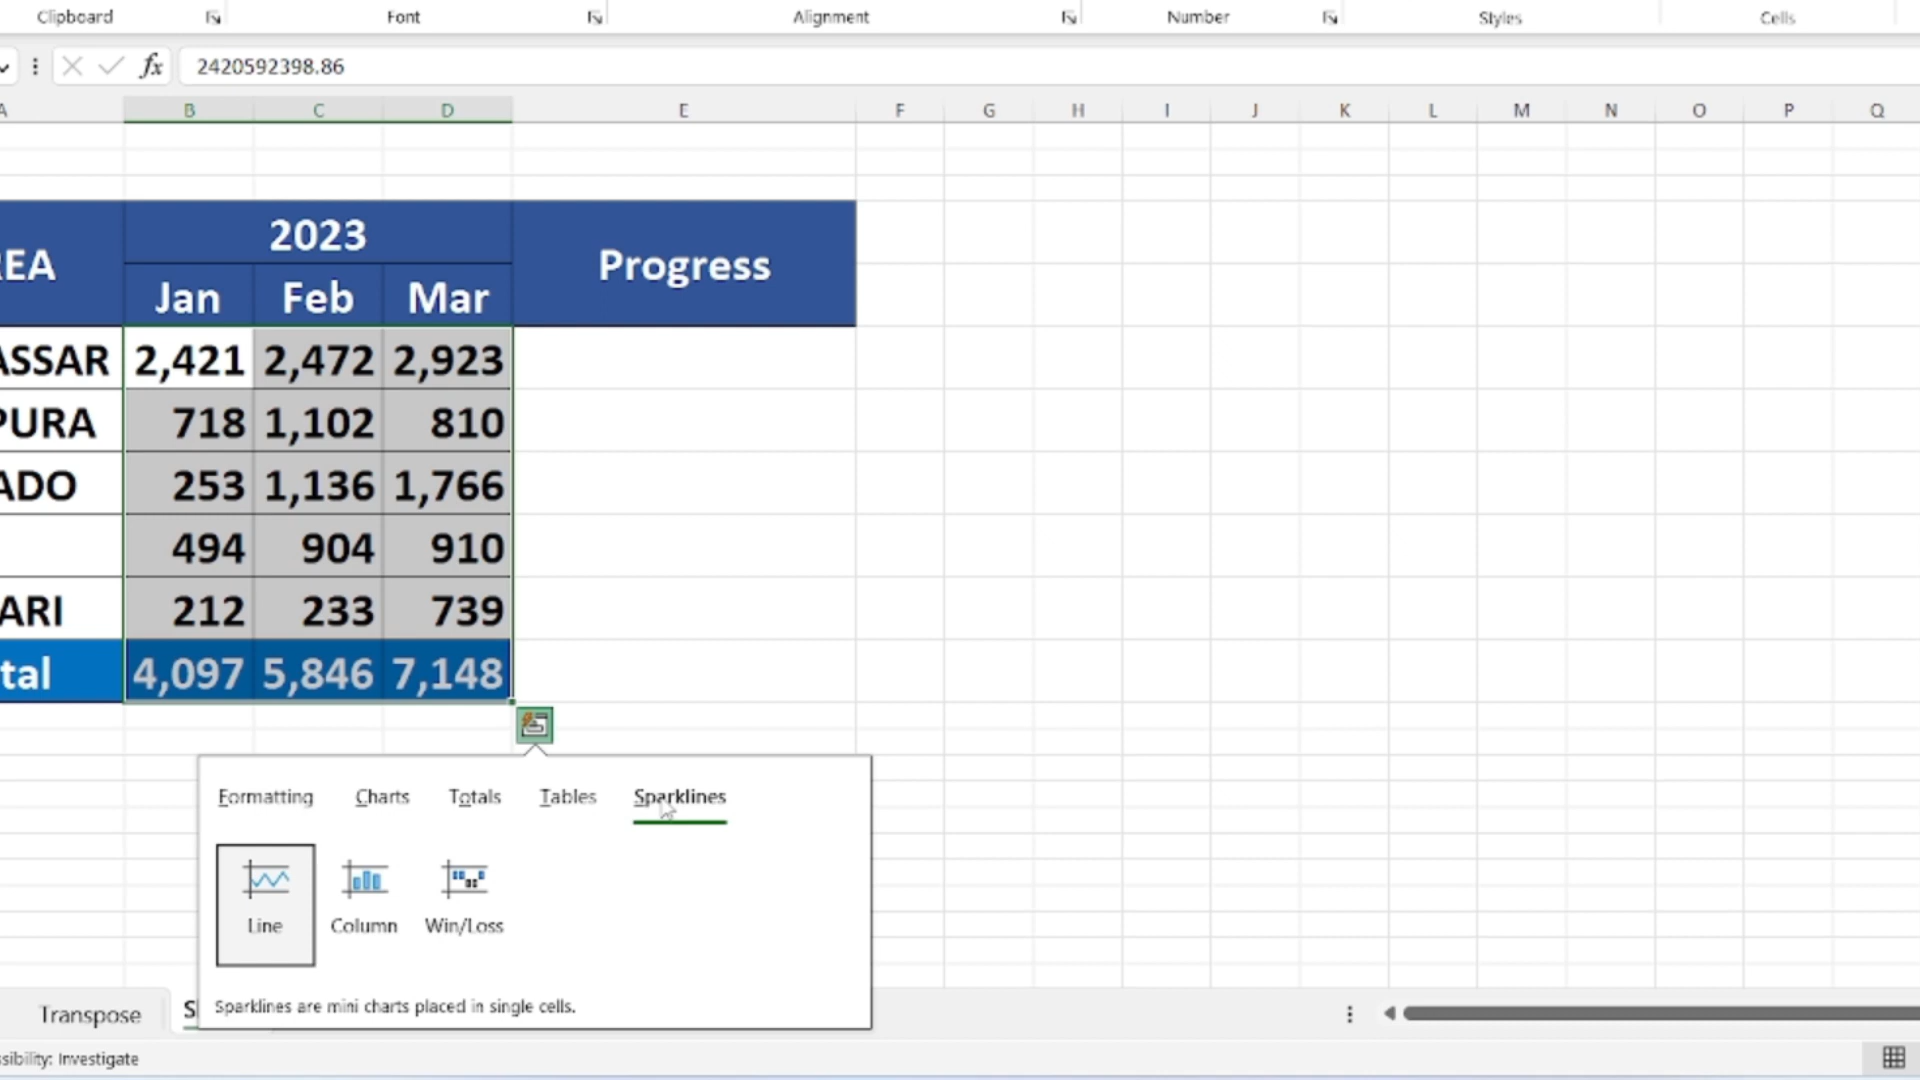 Clipboard Font Alignment Number Styles Cells
fx 2420592398.86
A B C D E F G H I J K L M N O P Q
2023
REA Progress
Jan Feb Mar
ASSAR 2,421 2,472 2,923
PURA 718 1,102 810
ADO 253 1,136 1,766
494 904 910
ARI 212 233 739
tal 4,097 5,846 7,148
Formatting Charts Totals Tables Sparklines
Line Column Win/Loss
Sparklines are mini charts placed in single cells.
Transpose
sibility: Investigate